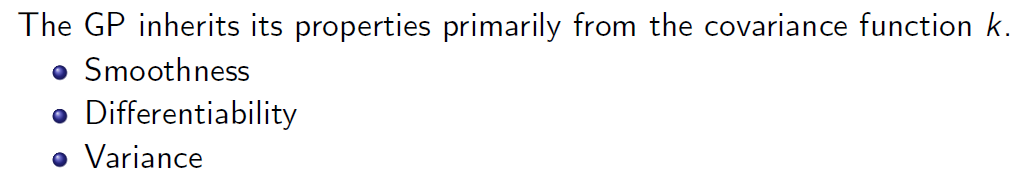 The GP inherits its properties primarily from the covariance function k.
Smoothness
Differentiability
Variance